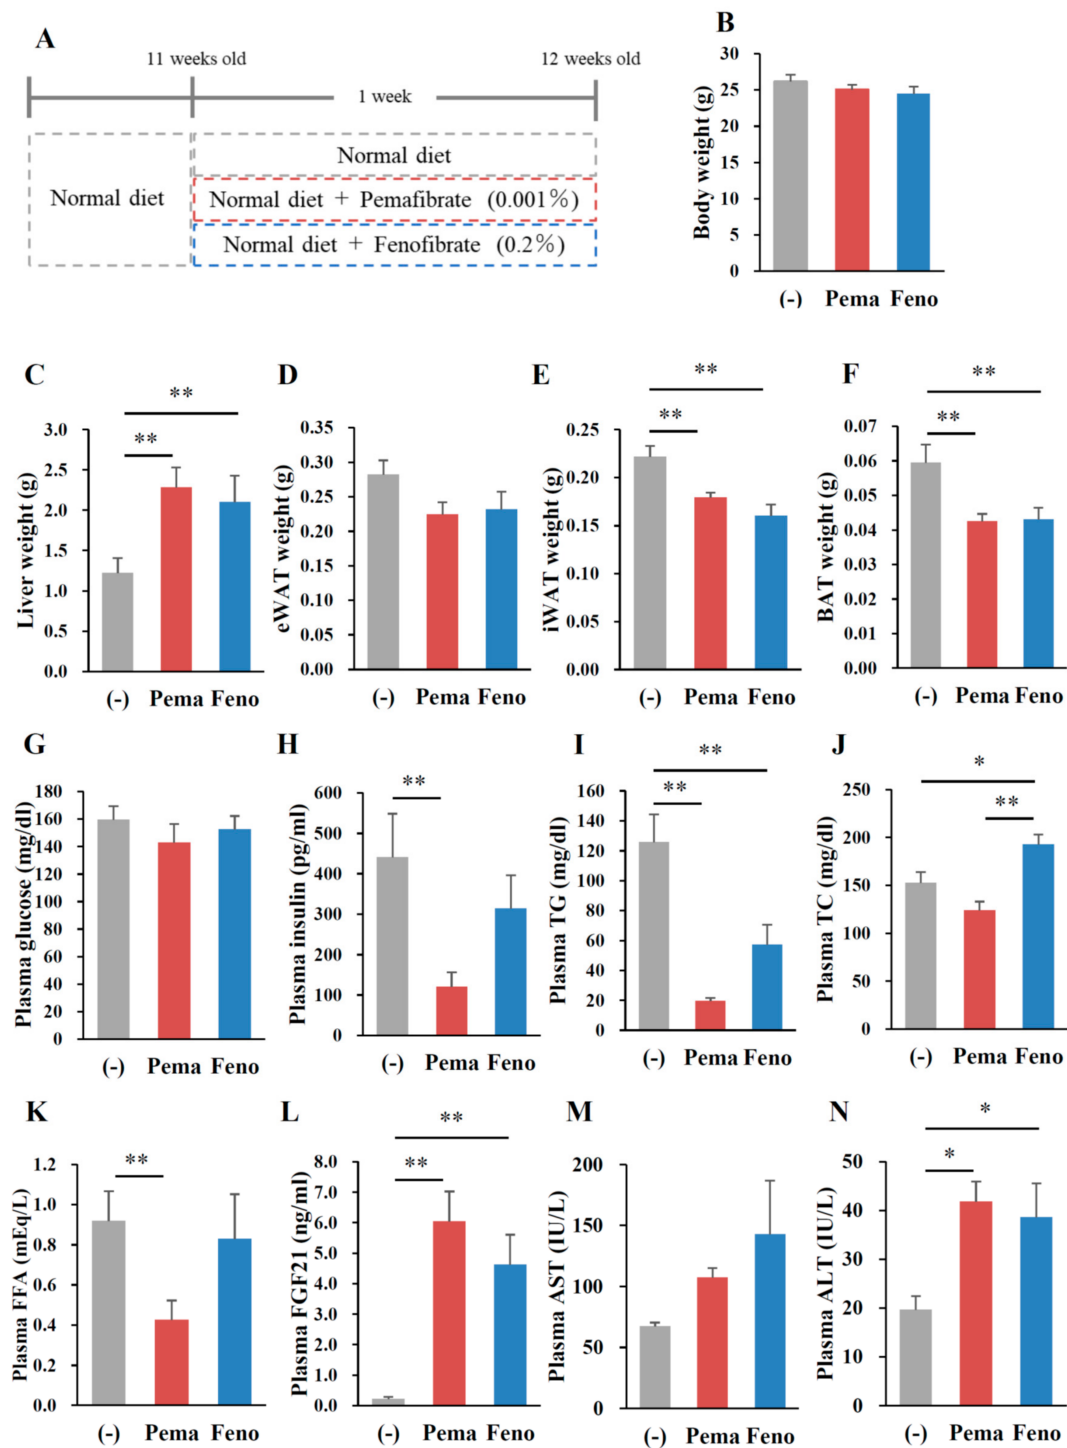 A
11 weeks old
12 weeks old
1 week
Normal diet
Normal diet
Normal diet + Pemafibrate (0.001%)
Normal diet + Fenofibrate (0.2%)
B
Body weight (g)
30
25
20
15
10
5
0
(-) Pema Feno
C
Liver weight (g)
**
**
3.0
2.5
2.0
1.5
1.0
0.5
0.0
(-) Pema Feno
D
eWAT weight (g)
0.35
0.30
0.25
0.20
0.15
0.10
0.05
0.00
(-) Pema Feno
E
iWAT weight (g)
**
**
0.25
0.20
0.15
0.10
0.05
0.00
(-) Pema Feno
F
BAT weight (g)
**
**
0.07
0.06
0.05
0.04
0.03
0.02
0.01
0.00
(-) Pema Feno
G
Plasma glucose (mg/dl)
180
160
140
120
100
80
60
40
20
0
(-) Pema Feno
H
Plasma insulin (pg/ml)
**
600
500
400
300
200
100
0
(-) Pema Feno
I
Plasma TG (mg/dl)
**
**
160
140
120
100
80
60
40
20
0
(-) Pema Feno
J
Plasma TC (mg/dl)
*
**
250
200
150
100
50
0
(-) Pema Feno
K
Plasma FFA (mEq/L)
**
1.2
1.0
0.8
0.6
0.4
0.2
0.0
(-) Pema Feno
L
Plasma FGF21 (ng/ml)
**
**
8.0
7.0
6.0
5.0
4.0
3.0
2.0
1.0
0.0
(-) Pema Feno
M
Plasma AST (IU/L)
200
150
100
50
0
(-) Pema Feno
N
Plasma ALT (IU/L)
*
*
50
40
30
20
10
0
(-) Pema Feno